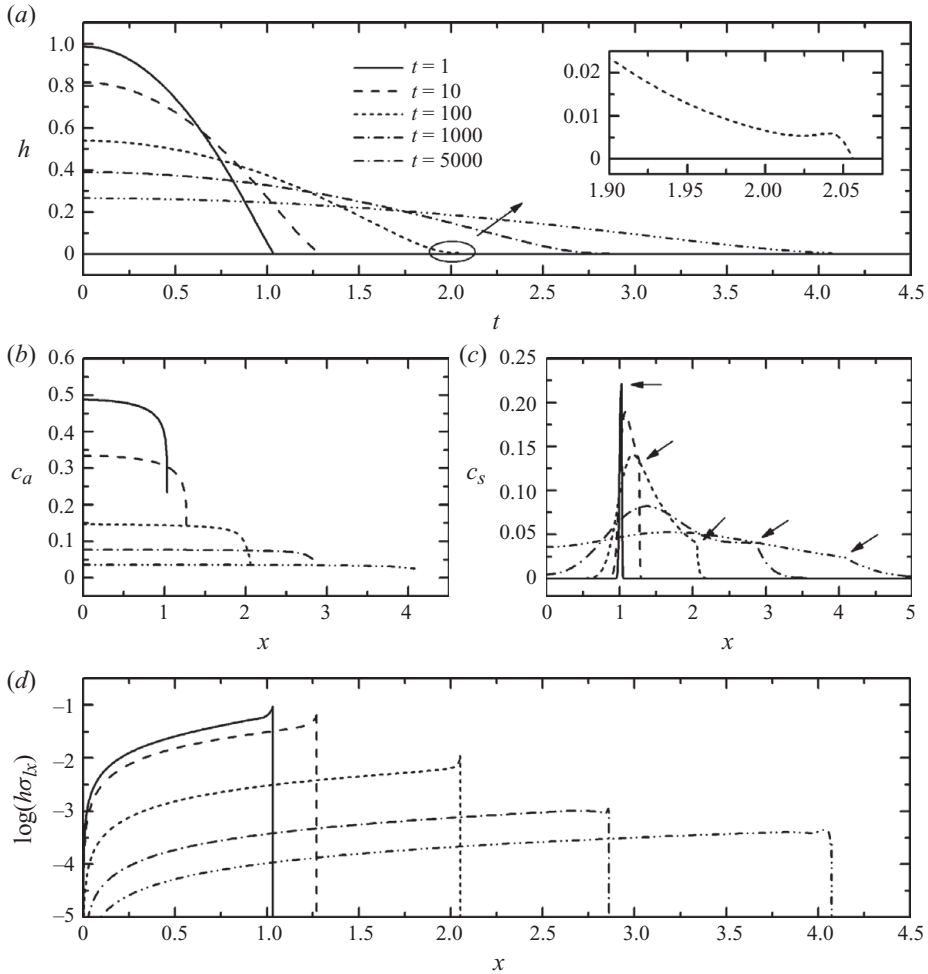 (a)
1.0
0.8
0.6
h
0.4
0.2
0
t = 1
t = 10
t = 100
t = 1000
t = 5000
0.02
0.01
0
1.90 1.95 2.00 2.05
0 0.5 1.0 1.5 2.0 2.5 3.0 3.5 4.0 4.5
t
(b)
0.6
0.5
0.4
c_a
0.3
0.2
0.1
0
0 1 2 3 4
x
(c)
0.25
0.20
0.15
c_s
0.10
0.05
0
0 1 2 3 4 5
x
(d)
−1
−2
log(hσ_lx)
−3
−4
−5
0 0.5 1.0 1.5 2.0 2.5 3.0 3.5 4.0 4.5
x